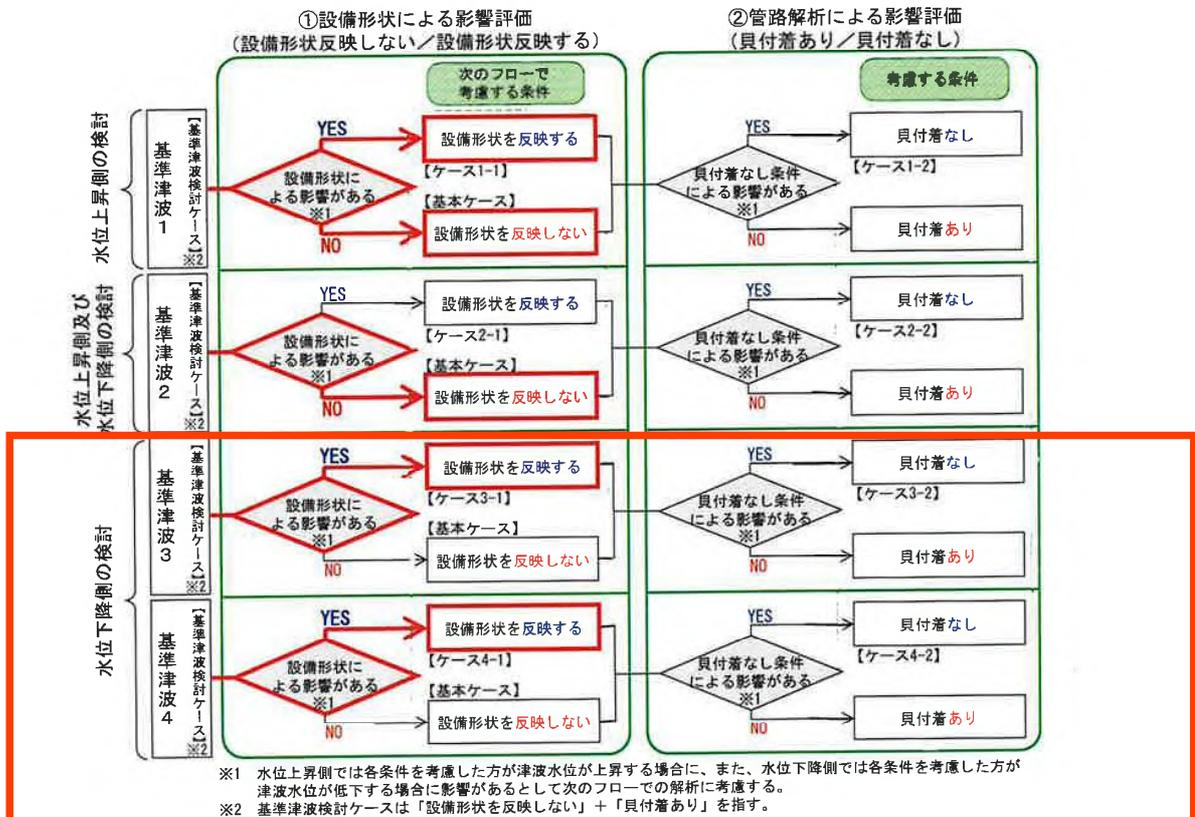 ①設備形状による影響評価
(設備形状反映しない／設備形状反映する)
②管路解析による影響評価
(貝付着あり／貝付着なし)
次のフローで
考慮する条件
考慮する条件
水位上昇側の検討
基準津波1
【基準津波検討ケース】※2
設備形状に
よる影響がある
※1
YES
設備形状を反映する
【ケース1-1】
【基本ケース】
NO
設備形状を反映しない
貝付着なし条件
による影響がある
※1
YES
貝付着なし
【ケース1-2】
NO
貝付着あり
水位上昇側及び
水位下降側の検討
基準津波2
【基準津波検討ケース】※2
設備形状に
よる影響がある
※1
YES
設備形状を反映する
【ケース2-1】
【基本ケース】
NO
設備形状を反映しない
貝付着なし条件
による影響がある
※1
YES
貝付着なし
【ケース2-2】
NO
貝付着あり
水位下降側の検討
基準津波3
【基準津波検討ケース】※2
設備形状に
よる影響がある
※1
YES
設備形状を反映する
【ケース3-1】
【基本ケース】
NO
設備形状を反映しない
貝付着なし条件
による影響がある
※1
YES
貝付着なし
【ケース3-2】
NO
貝付着あり
基準津波4
【基準津波検討ケース】※2
設備形状に
よる影響がある
※1
YES
設備形状を反映する
【ケース4-1】
【基本ケース】
NO
設備形状を反映しない
貝付着なし条件
による影響がある
※1
YES
貝付着なし
【ケース4-2】
NO
貝付着あり
※1 水位上昇側では各条件を考慮した方が津波水位が上昇する場合に、また、水位下降側では各条件を考慮した方が
津波水位が低下する場合に影響があるとして次のフローでの解析に考慮する。
※2 基準津波検討ケースは「設備形状を反映しない」＋「貝付着あり」を指す。